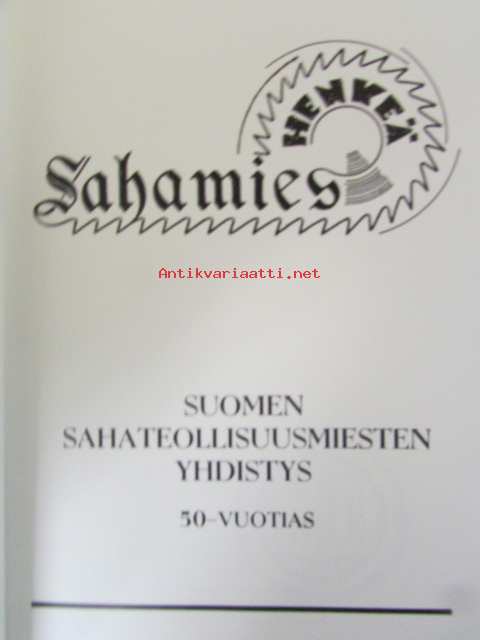 Sahamies
HENKEÄ
Antikvariaatti.net
SUOMEN
SAHATEOLLISUUSMIESTEN
YHDISTYS
50-VUOTIAS